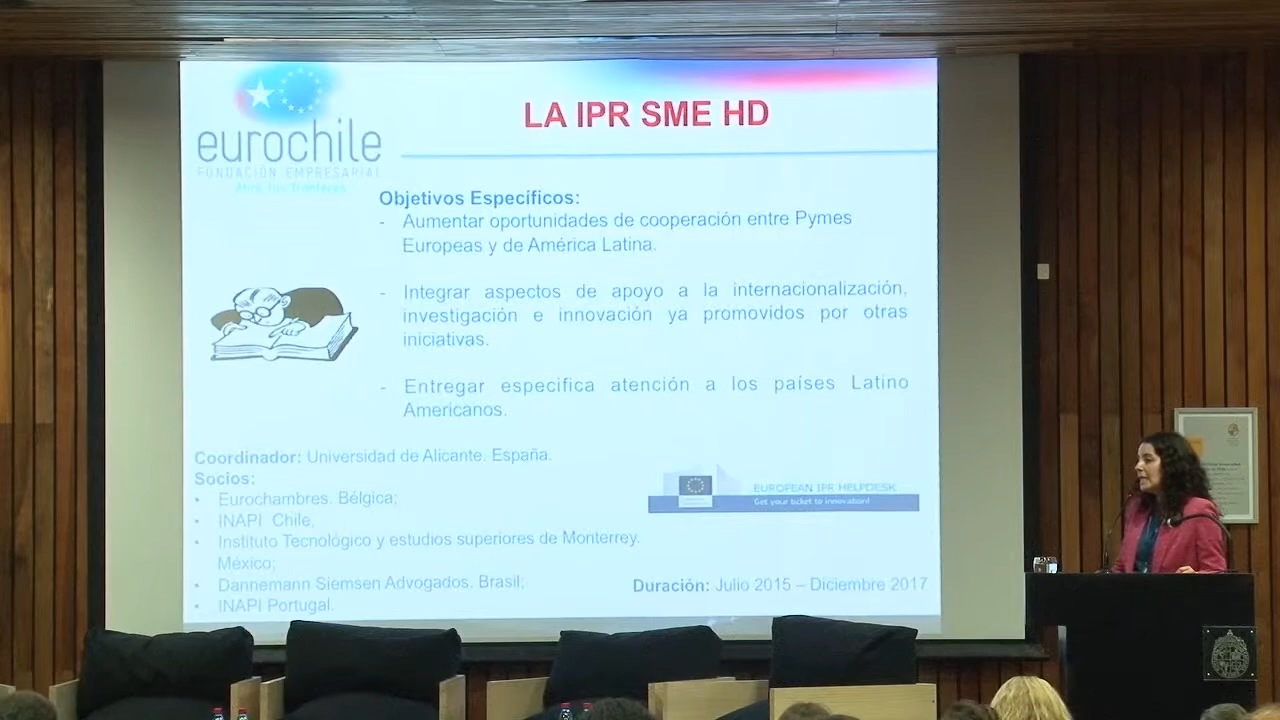 LA IPR SME HD
eurochile
FUNDACIÓN EMPRESARIAL
Objetivos Específicos:
- Aumentar oportunidades de cooperación entre Pymes
Europeas y de América Latina.
- Integrar aspectos de apoyo a la internacionalización,
investigación e innovación ya promovidos por otras
iniciativas.
- Entregar especifica atención a los países Latino
Americanos.
Coordinador: Universidad de Alicante. España.
Socios:
• Eurochambres. Bélgica;
• INAPI Chile,
• Instituto Tecnológico y estudios superiores de Monterrey.
México;
• Dannemann Siemsen Advogados. Brasil;
• INAPI Portugal.
EUROPEAN IPR HELPDESK
Get your ticket to innovation!
Duración: Julio 2015 – Diciembre 2017